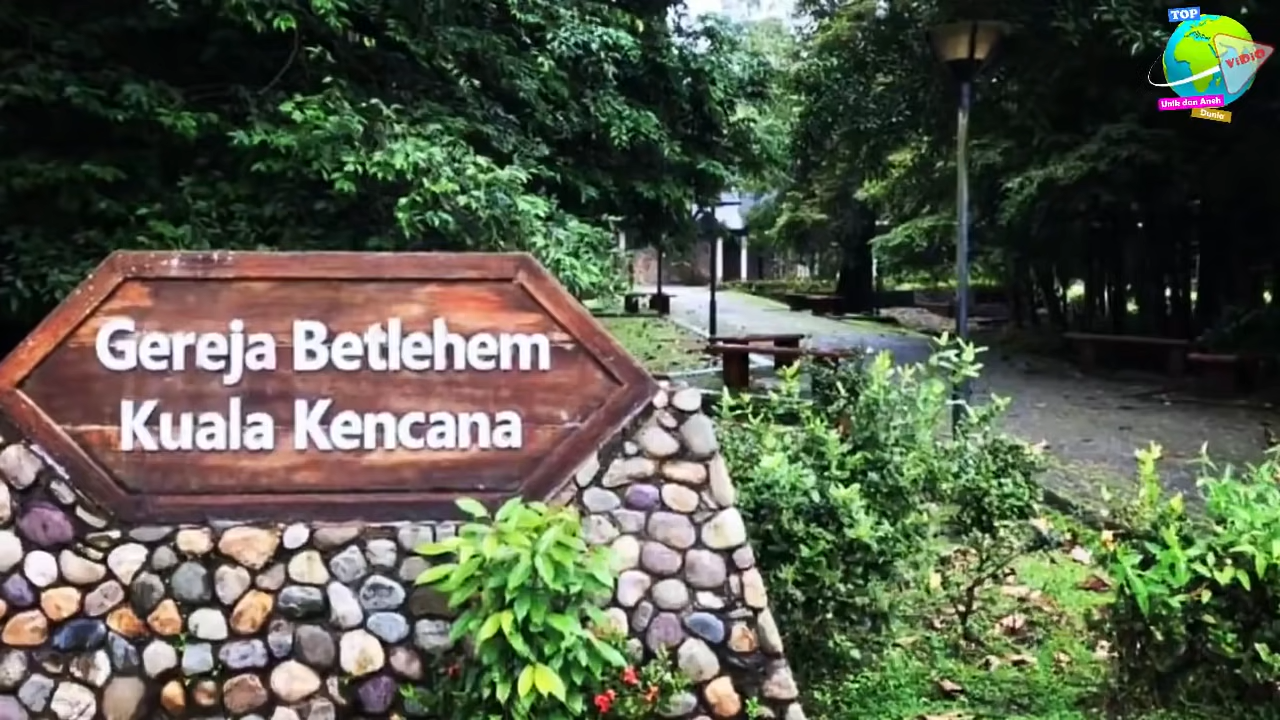 TOP
VIDIO
Unik dan Aneh
Dunia
Gereja Betlehem
Kuala Kencana